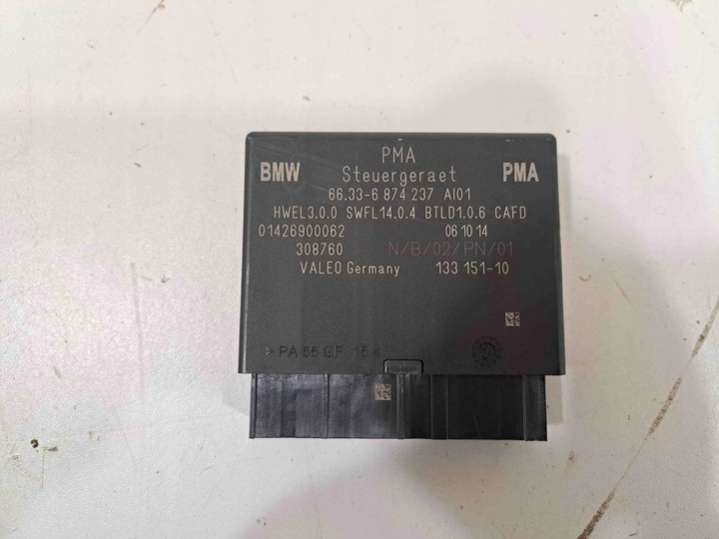 PMA
BMW Steuergeraet PMA
66.33-6 874 237 AI01
HWEL3.0.0 SWFL14.0.4 BTLD1.0.6 CAFD
01426900062 06 10 14
308760 N/B/02/PN/01
VALEO Germany 133 151-10
>PA 66 GF 15<